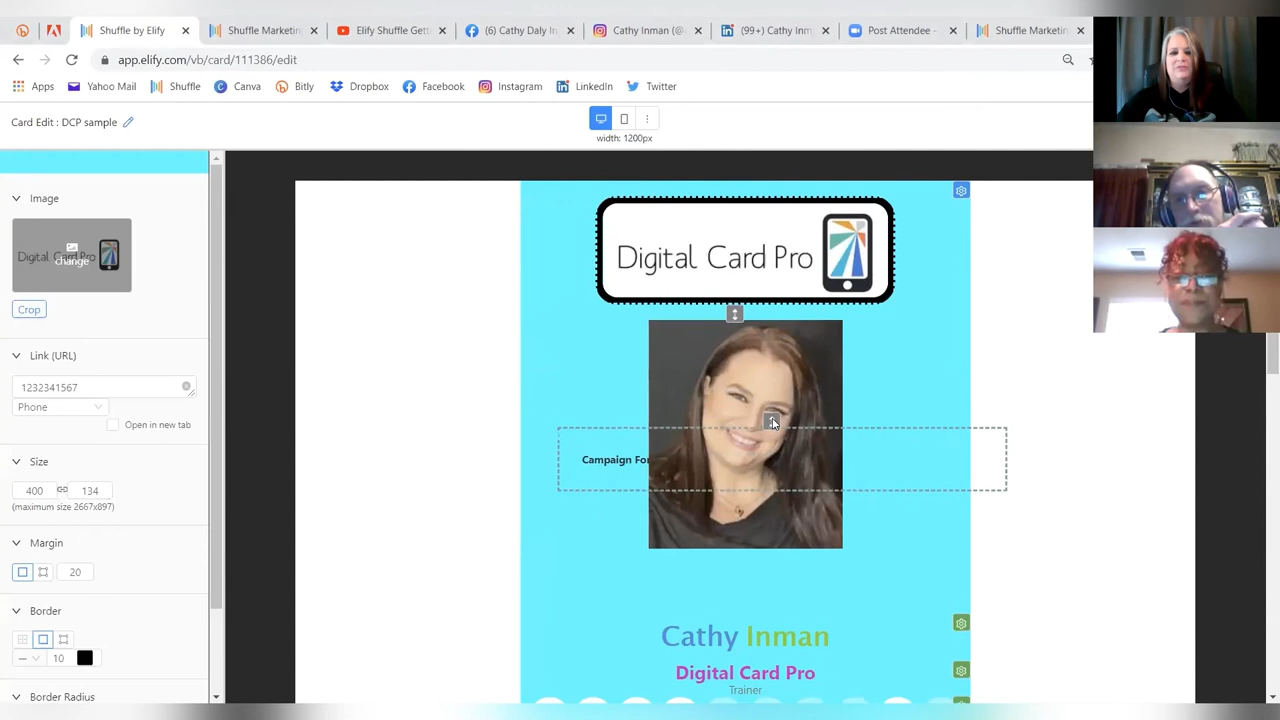 Shuffle by Elify
Shuffle Marketin
Elify Shuffle Gett
(6) Cathy Daly In
Cathy Inman (@
(99+) Cathy Inm
Post Attendee -
Shuffle Marketin
app.elify.com/vb/card/111386/edit
Apps
Yahoo Mail
Shuffle
Canva
Bitly
Dropbox
Facebook
Instagram
LinkedIn
Twitter
Card Edit : DCP sample
width: 1200px
Image
Digital Card Pro
change
Crop
Link (URL)
1232341567
Phone
Open in new tab
Size
400
134
(maximum size 2667x897)
Margin
20
Border
10
Border Radius
Digital Card Pro
Campaign For
Cathy Inman
Digital Card Pro
Trainer